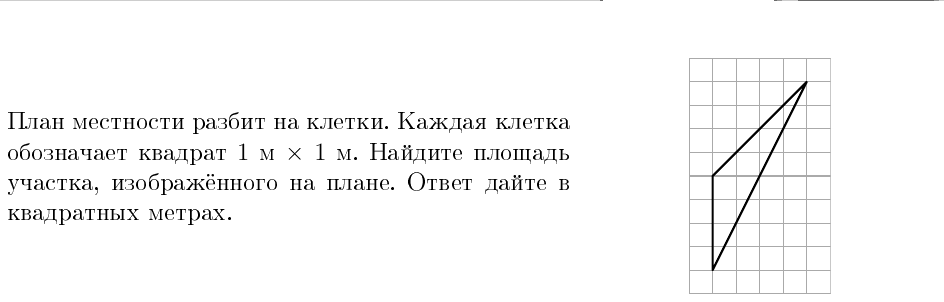 План местности разбит на клетки. Каждая клетка
обозначает квадрат 1 м × 1 м. Найдите площадь
участка, изображённого на плане. Ответ дайте в
квадратных метрах.